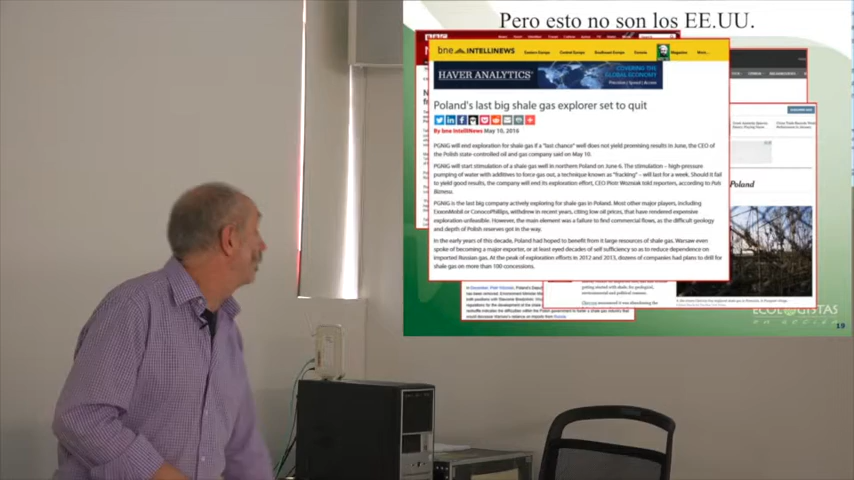 Pero esto no son los EE.UU.
bne INTELLINEWS
Eastern Europe Central Europe Southeast Europe Eurasia Magazine More...
HAVER ANALYTICS
COVERING THE
GLOBAL ECONOMY
Poland's last big shale gas explorer set to quit
By bne IntelliNews May 10, 2016
PGNiG will end exploration for shale gas if a "last chance" well does not yield promising results in June, the CEO of
the Polish state-controlled oil and gas company said on May 10.
PGNiG will start stimulation of a shale gas well in northern Poland on June 6. The stimulation – high-pressure
pumping of water with additives to force gas out, a technique known as "fracking" – will last for a week. Should it fail
to yield good results, the company will end its exploration effort, CEO Piotr Wozniak told reporters, according to Puls
Biznesu.
PGNiG is the last big company actively exploring for shale gas in Poland. Most other major players, including
ExxonMobil or ConocoPhillips, withdrew in recent years, citing low oil prices, that have rendered expensive
exploration unfeasible. However, the main element was a failure to find commercial flows, as the difficult geology
and depth of Polish reserves got in the way.
In the early years of this decade, Poland had hoped to benefit from it large resources of shale gas. Warsaw even
spoke of becoming a major exporter, or at least eyed decades of self sufficiency so as to reduce dependence on
imported Russian gas. At the peak of exploration efforts in 2012 and 2013, dozens of companies had plans to drill for
shale gas on more than 100 concessions.
Poland
ECOLOGISTAS
en acción
19